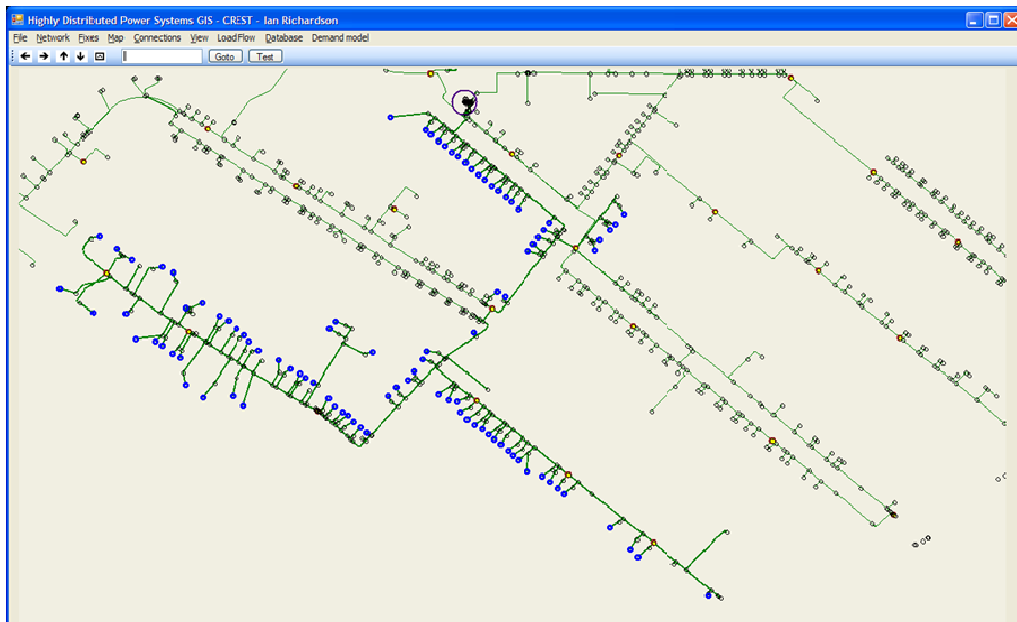 Highly Distributed Power Systems GIS - CREST - Ian Richardson
File Network Fixes Map Connections View LoadFlow Database Demand model
Goto Test